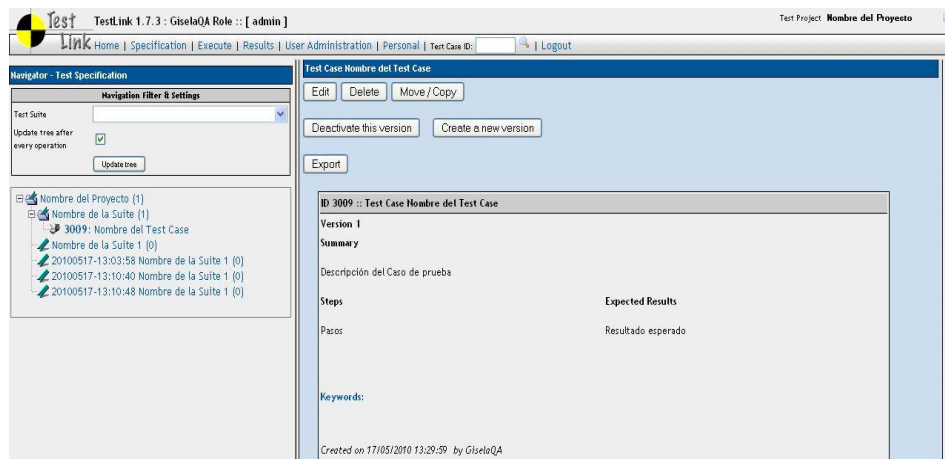 Test Link
TestLink 1.7.3 : GiselaQA Role :: [ admin ]
Test Project Nombre del Proyecto
Home | Specification | Execute | Results | User Administration | Personal | Test Case ID: | Logout
Navigator - Test Specification
Navigation Filter & Settings
Test Suite
Update tree after
every operation
Update tree
Nombre del Proyecto (1)
Nombre de la Suite (1)
3009: Nombre del Test Case
Nombre de la Suite 1 (0)
20100517-13:03:58 Nombre de la Suite 1 (0)
20100517-13:10:40 Nombre de la Suite 1 (0)
20100517-13:10:48 Nombre de la Suite 1 (0)
Test Case Nombre del Test Case
Edit Delete Move / Copy
Deactivate this version Create a new version
Export
ID 3009 :: Test Case Nombre del Test Case
Version 1
Summary
Descripción del Caso de prueba
Steps Expected Results
Pasos Resultado esperado
Keywords:
Created on 17/05/2010 13:29:59 by GiselaQA